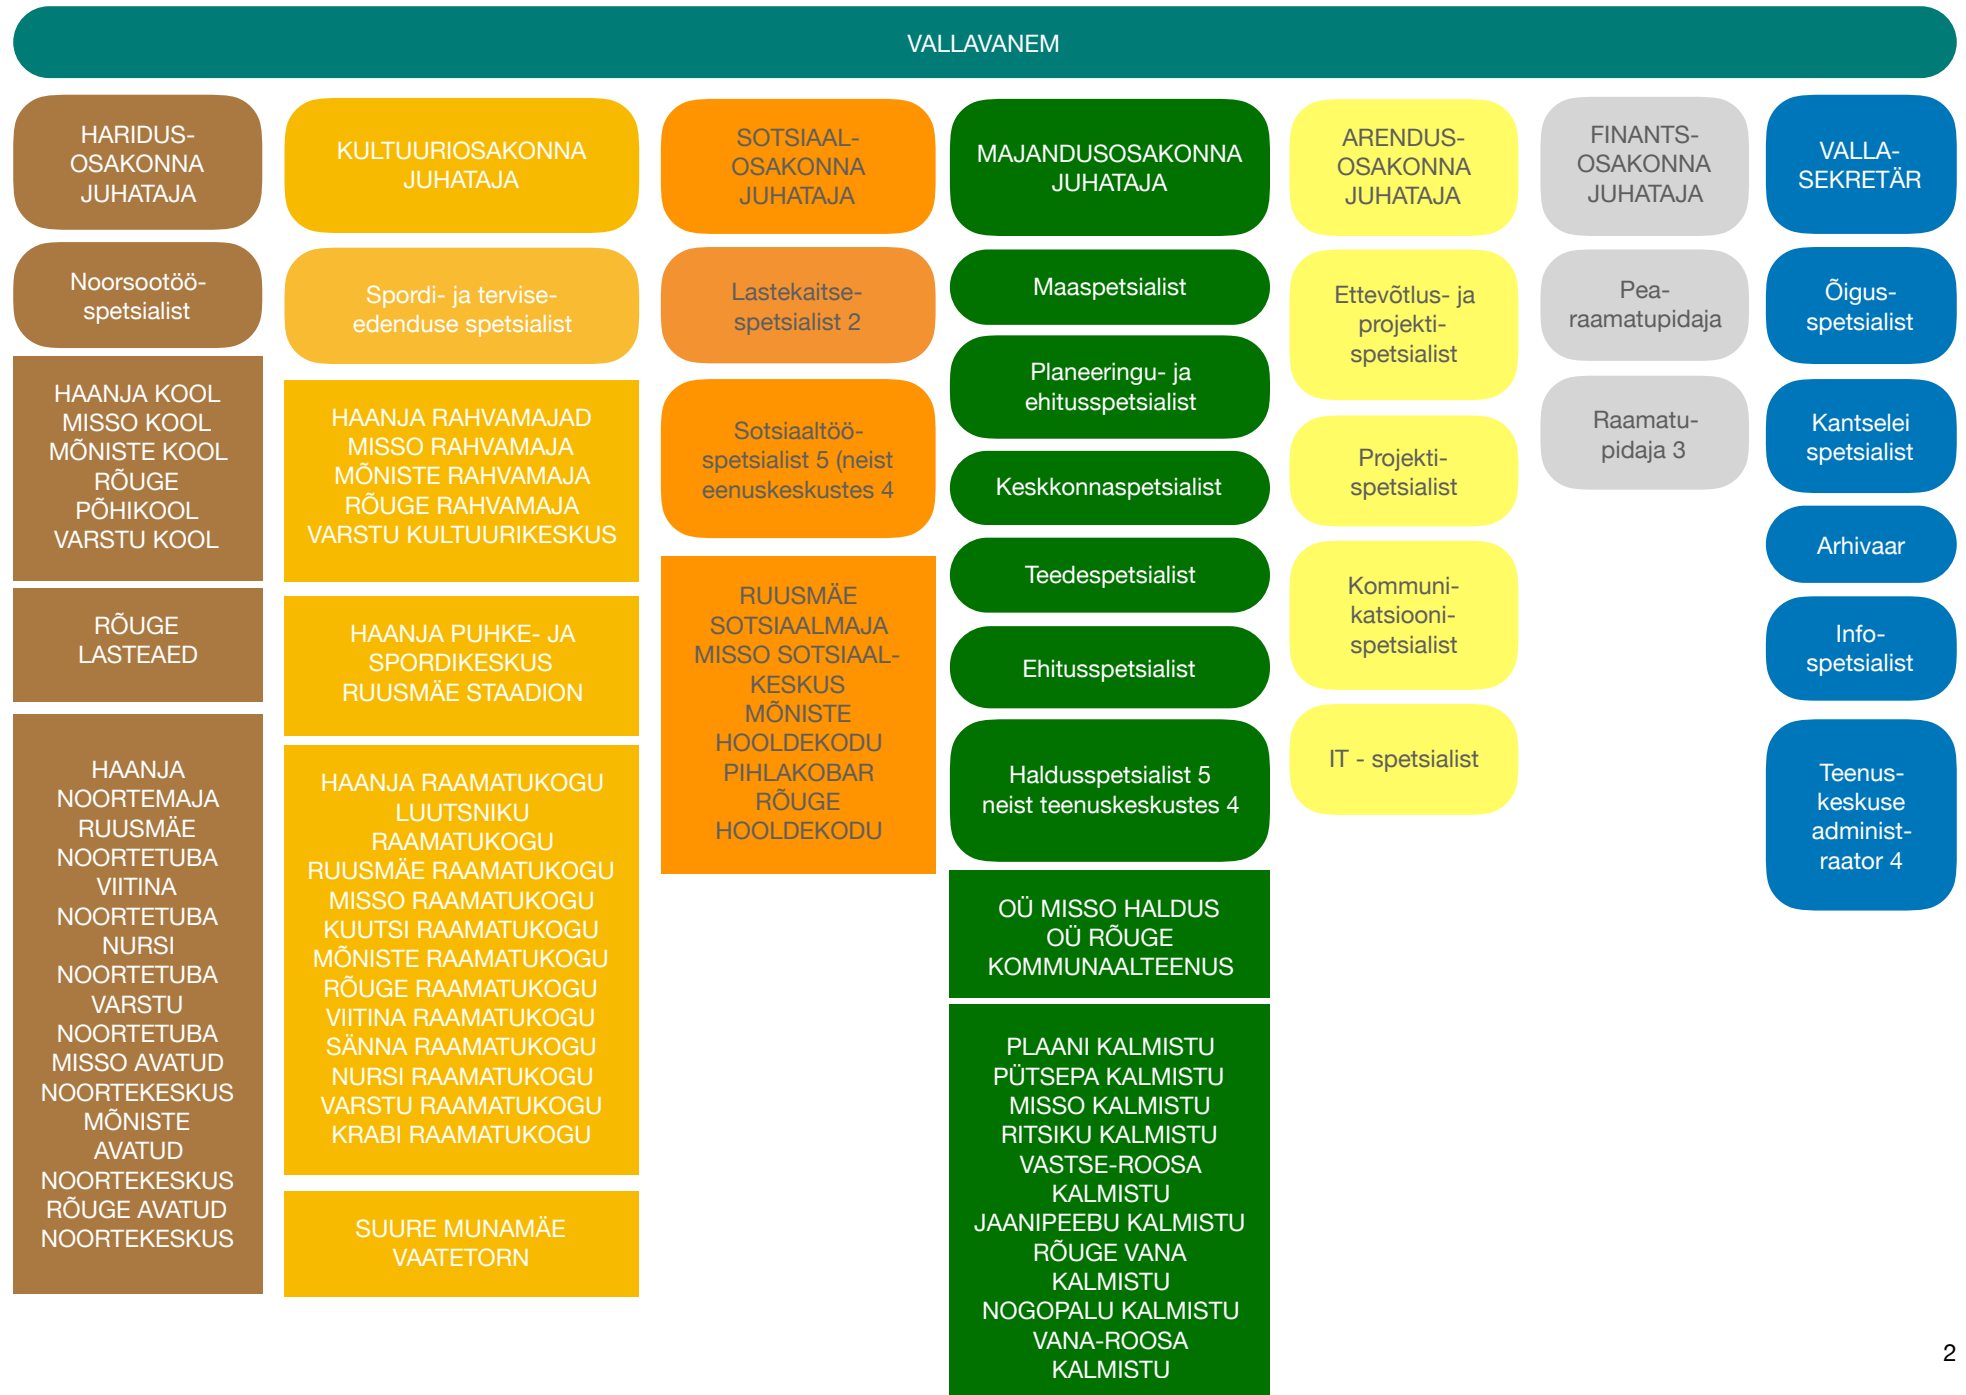 VALLAVANEM
HARIDUS-
OSAKONNA
JUHATAJA
Noorsootöö-
spetsialist
HAANJA KOOL
MISSO KOOL
MÕNISTE KOOL
RÕUGE
PÕHIKOOL
VARSTU KOOL
RÕUGE
LASTEAED
HAANJA
NOORTEMAJA
RUUSMÄE
NOORTETUBA
VIITINA
NOORTETUBA
NURSI
NOORTETUBA
VARSTU
NOORTETUBA
MISSO AVATUD
NOORTEKESKUS
MÕNISTE
AVATUD
NOORTEKESKUS
RÕUGE AVATUD
NOORTEKESKUS
KULTUURIOSAKONNA
JUHATAJA
Spordi- ja tervise-
edenduse spetsialist
HAANJA RAHVAMAJAD
MISSO RAHVAMAJA
MÕNISTE RAHVAMAJA
RÕUGE RAHVAMAJA
VARSTU KULTUURIKESKUS
HAANJA PUHKE- JA
SPORDIKESKUS
RUUSMÄE STAADION
HAANJA RAAMATUKOGU
LUUTSNIKU
RAAMATUKOGU
RUUSMÄE RAAMATUKOGU
MISSO RAAMATUKOGU
KUUTSI RAAMATUKOGU
MÕNISTE RAAMATUKOGU
RÕUGE RAAMATUKOGU
VIITINA RAAMATUKOGU
SÄNNA RAAMATUKOGU
NURSI RAAMATUKOGU
VARSTU RAAMATUKOGU
KRABI RAAMATUKOGU
SUURE MUNAMÄE
VAATETORN
SOTSIAAL-
OSAKONNA
JUHATAJA
Lastekaitse-
spetsialist 2
Sotsiaaltöö-
spetsialist 5 (neist
eenuskeskustes 4
RUUSMÄE
SOTSIAALMAJA
MISSO SOTSIAAL-
KESKUS
MÕNISTE
HOOLDEKODU
PIHLAKOBAR
RÕUGE
HOOLDEKODU
MAJANDUSOSAKONNA
JUHATAJA
Maaspetsialist
Planeeringu- ja
ehitusspetsialist
Keskkonnaspetsialist
Teedespetsialist
Ehitusspetsialist
Haldusspetsialist 5
neist teenuskeskustes 4
OÜ MISSO HALDUS
OÜ RÕUGE
KOMMUNAALTEENUS
PLAANI KALMISTU
PÜTSEPA KALMISTU
MISSO KALMISTU
RITSIKU KALMISTU
VASTSE-ROOSA
KALMISTU
JAANIPEEBU KALMISTU
RÕUGE VANA
KALMISTU
NOGOPALU KALMISTU
VANA-ROOSA
KALMISTU
ARENDUS-
OSAKONNA
JUHATAJA
Ettevõtlus- ja
projekti-
spetsialist
Projekti-
spetsialist
Kommuni-
katsiooni-
spetsialist
IT - spetsialist
FINANTS-
OSAKONNA
JUHATAJA
Pea-
raamatupidaja
Raamatu-
pidaja 3
VALLA-
SEKRETÄR
Õigus-
spetsialist
Kantselei
spetsialist
Arhivaar
Info-
spetsialist
Teenus-
keskuse
administ-
raator 4
2